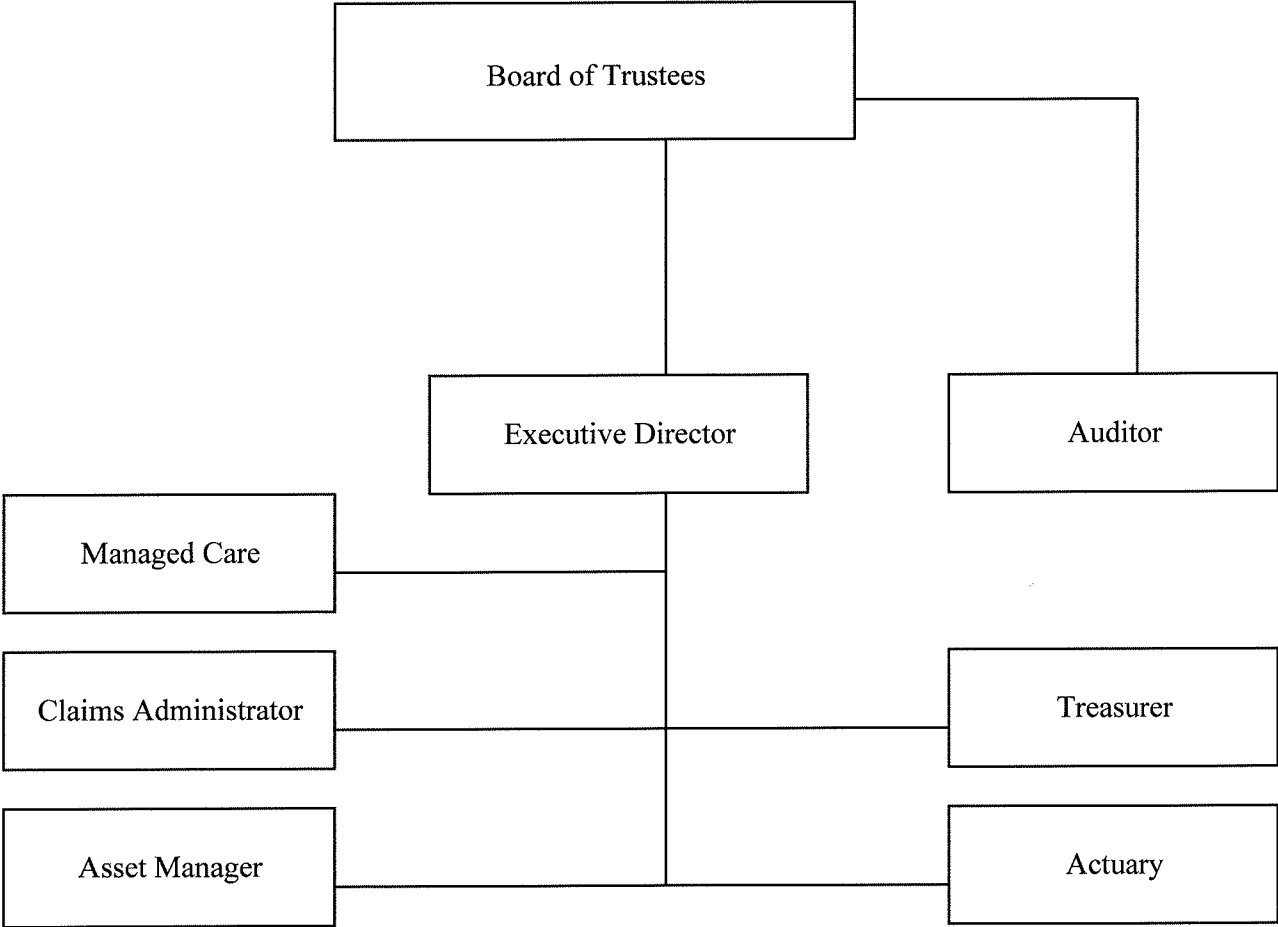 Board of Trustees
Executive Director
Auditor
Managed Care
Claims Administrator
Treasurer
Asset Manager
Actuary